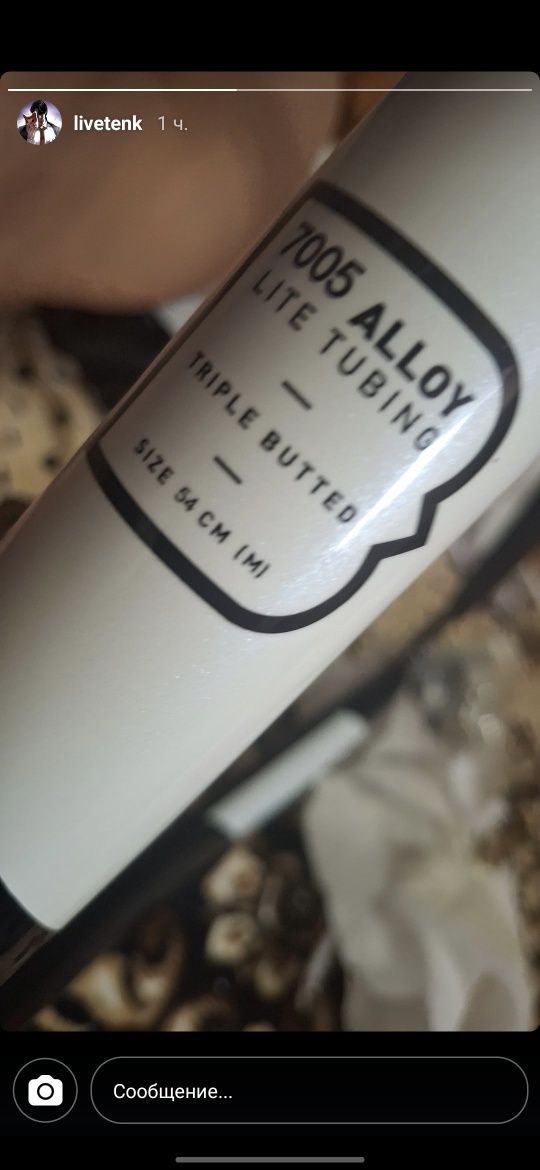 livetenk 1 ч.
7005 ALLOY
LITE TUBING
TRIPLE BUTTED
SIZE 54 CM (M)
Сообщение...